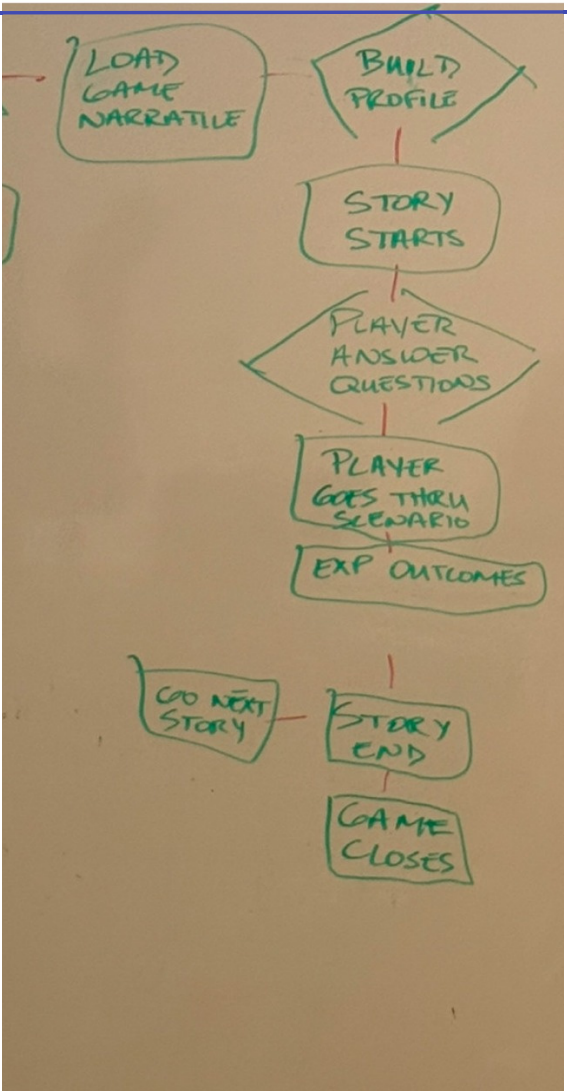 LOAD
GAME
NARRATIVE
BUILD
PROFILE
STORY
STARTS
PLAYER
ANSWER
QUESTIONS
PLAYER
GOES THRU
SCENARIO
EXP OUTCOMES
GO NEXT
STORY
STORY
END
GAME
CLOSES